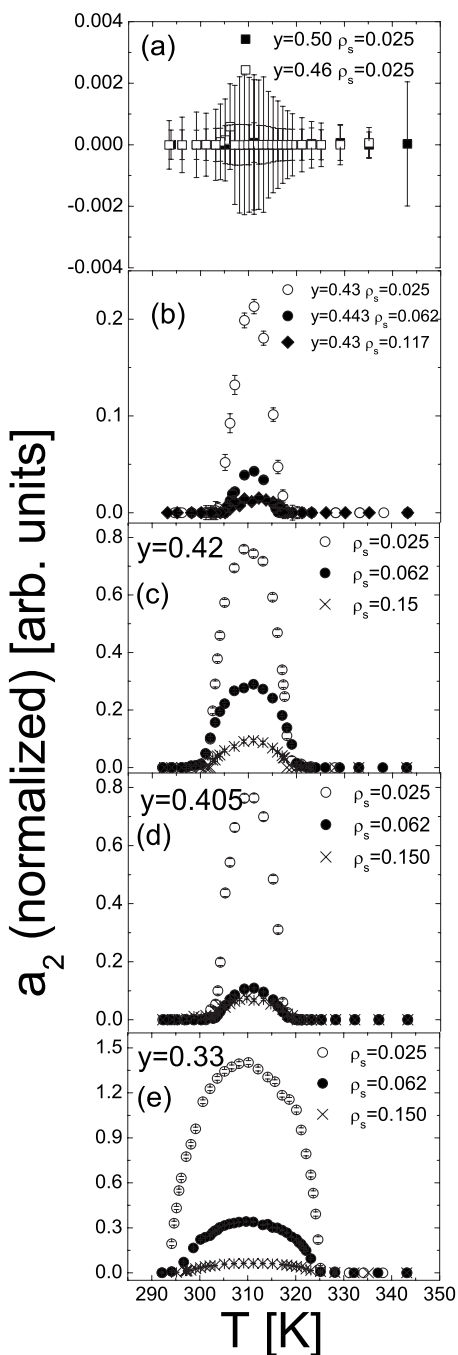 a₂ (normalized) [arb. units]
(a)
y=0.50 ρₛ=0.025
y=0.46 ρₛ=0.025
0.004
0.002
0.000
-0.002
-0.004
(b)
y=0.43 ρₛ=0.025
y=0.443 ρₛ=0.062
y=0.43 ρₛ=0.117
0.2
0.1
0.0
y=0.42
(c)
ρₛ=0.025
ρₛ=0.062
ρₛ=0.15
0.8
0.6
0.4
0.2
0.0
y=0.405
(d)
ρₛ=0.025
ρₛ=0.062
ρₛ=0.150
0.8
0.6
0.4
0.2
0.0
y=0.33
(e)
ρₛ=0.025
ρₛ=0.062
ρₛ=0.150
1.5
1.2
0.9
0.6
0.3
0.0
290 300 310 320 330 340 350
T [K]